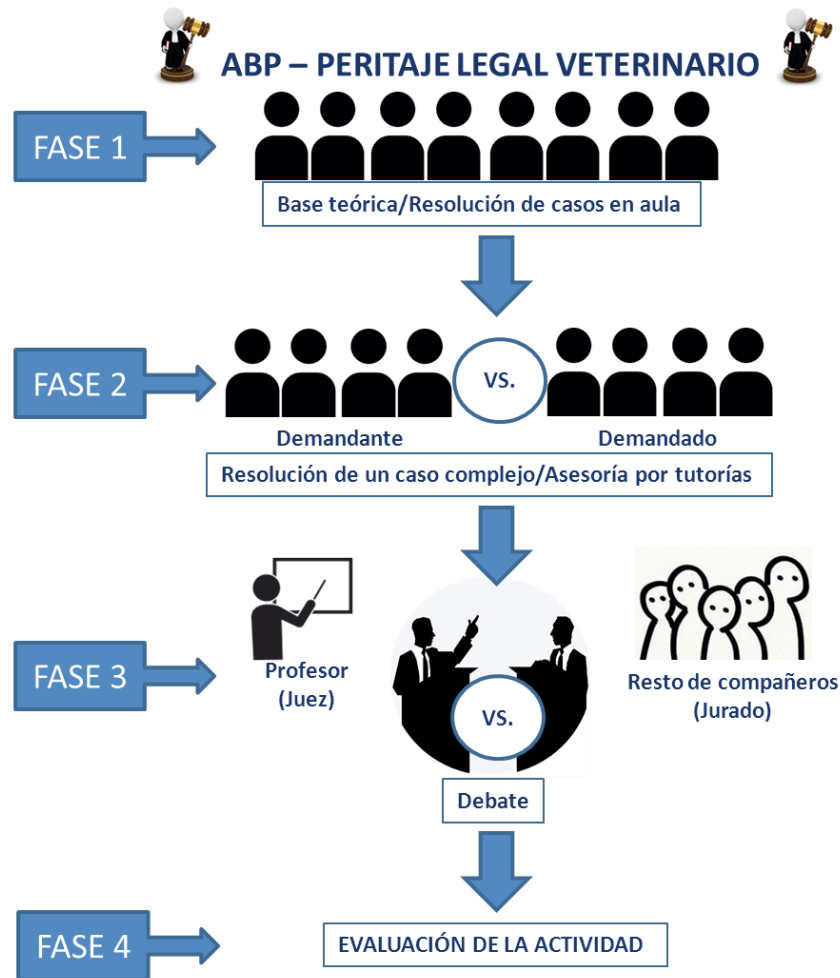 ABP – PERITAJE LEGAL VETERINARIO
FASE 1
Base teórica/Resolución de casos en aula
FASE 2
VS.
Demandante
Demandado
Resolución de un caso complejo/Asesoría por tutorías
FASE 3
Profesor
(Juez)
VS.
Resto de compañeros
(Jurado)
Debate
FASE 4
EVALUACIÓN DE LA ACTIVIDAD